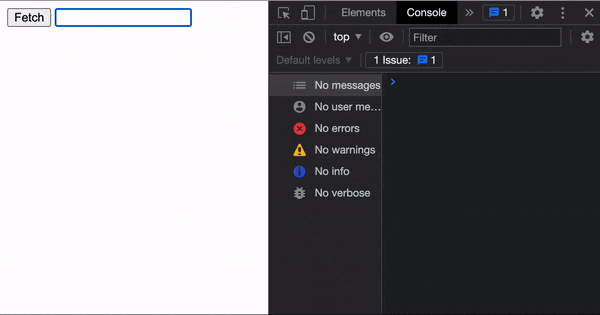 Fetch
Elements Console » 1
top ▼ Filter
Default levels ▼ 1 Issue: 1
No messages
No user me...
No errors
No warnings
No info
No verbose